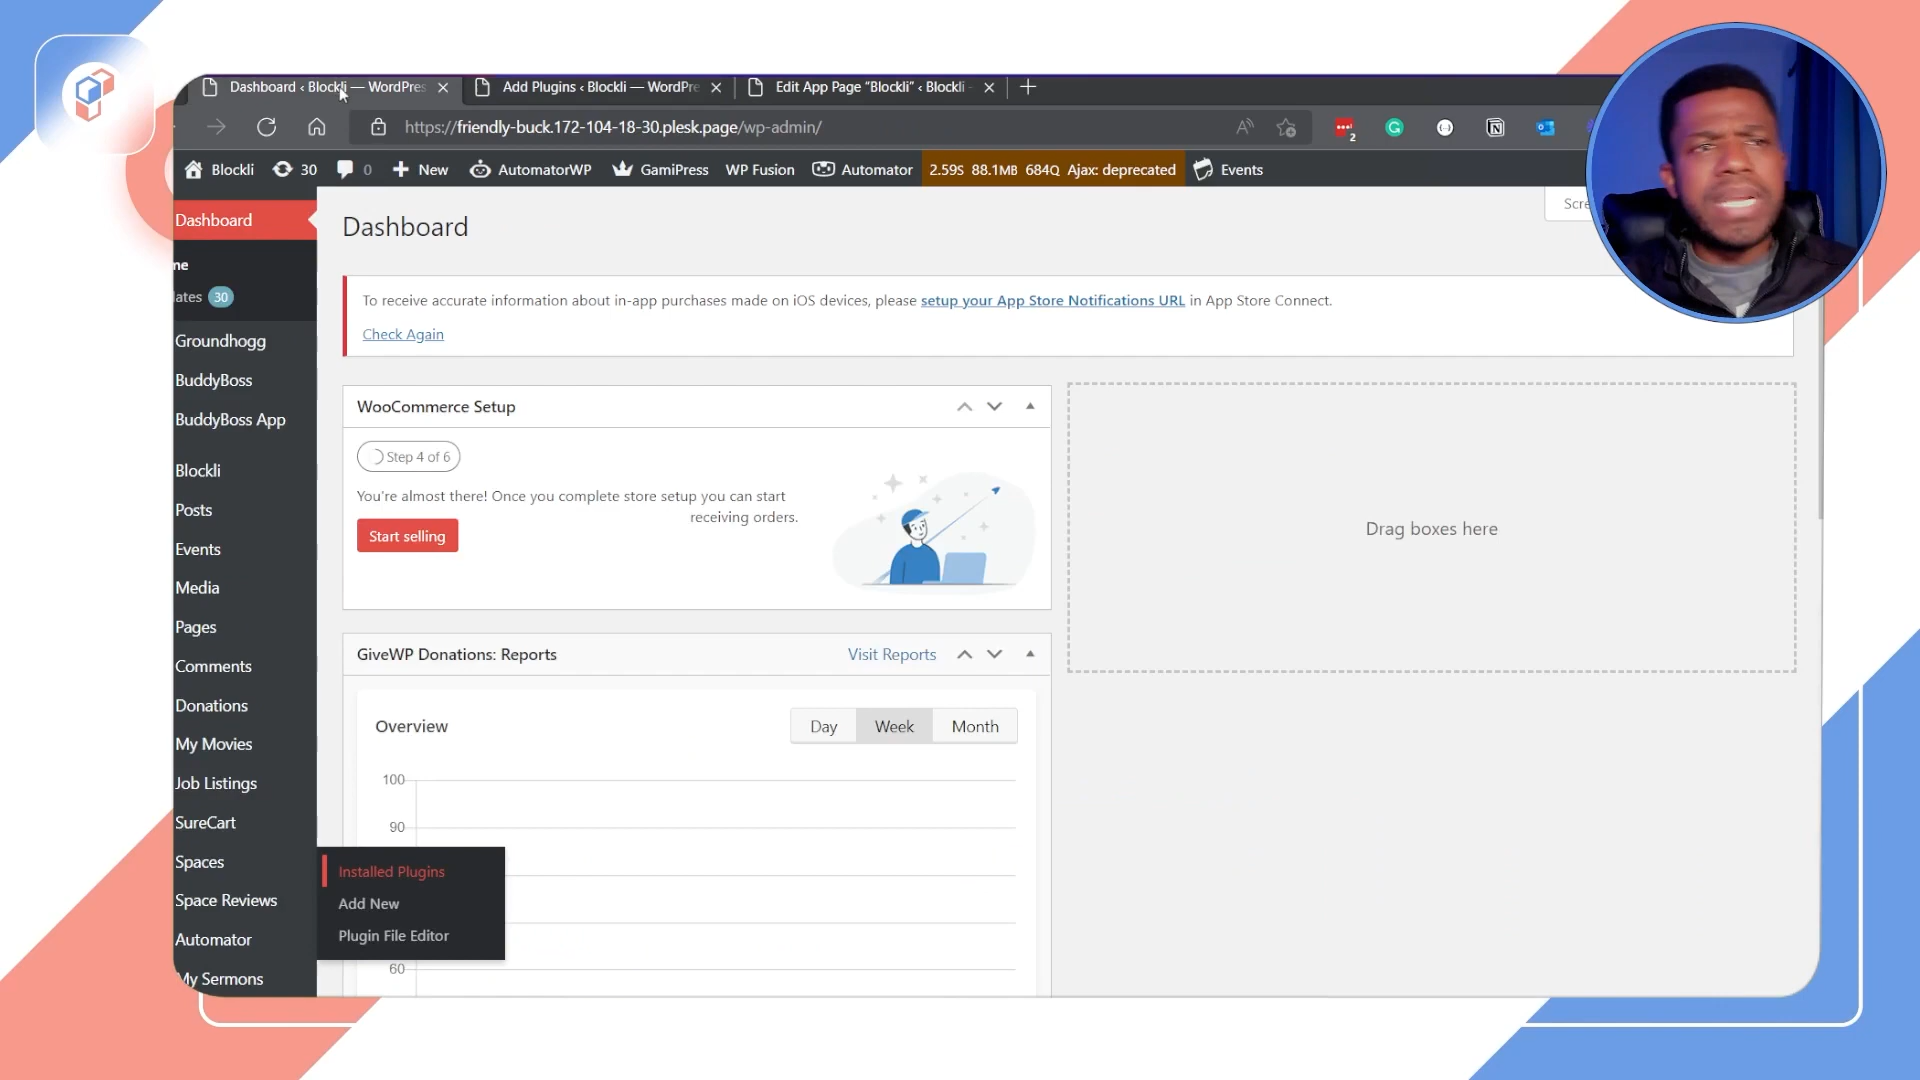 Dashboard ‹ Blockli — WordPres
Add Plugins ‹ Blockli — WordPre
Edit App Page “Blockli” ‹ Blockli -
https://friendly-buck.172-104-18-30.plesk.page/wp-admin/
2
Blockli
30
0
New
AutomatorWP
GamiPress
WP Fusion
Automator
2.59S 88.1MB 684Q Ajax: deprecated
Events
Dashboard
me
lates 30
Groundhogg
BuddyBoss
BuddyBoss App
Blockli
Posts
Events
Media
Pages
Comments
Donations
My Movies
Job Listings
SureCart
Spaces
Space Reviews
Automator
My Sermons
Installed Plugins
Add New
Plugin File Editor
Dashboard
Scre
To receive accurate information about in-app purchases made on iOS devices, please setup your App Store Notifications URL in App Store Connect.
Check Again
WooCommerce Setup
Step 4 of 6
You're almost there! Once you complete store setup you can start
receiving orders.
Start selling
Drag boxes here
GiveWP Donations: Reports
Visit Reports
Overview
Day
Week
Month
100
90
60